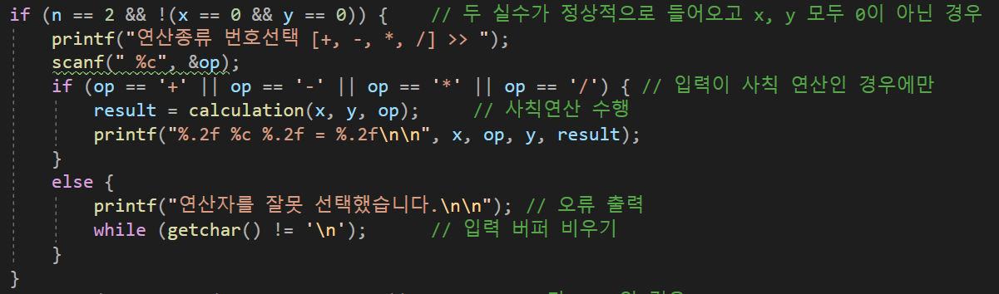 if (n == 2 && !(x == 0 && y == 0)) {    // 두 실수가 정상적으로 들어오고 x, y 모두 0이 아닌 경우
    printf("연산종류 번호선택 [+, -, *, /] >> ");
    scanf(" %c", &op);
    if (op == '+' || op == '-' || op == '*' || op == '/') { // 입력이 사칙 연산인 경우에만
        result = calculation(x, y, op);     // 사칙연산 수행
        printf("%.2f %c %.2f = %.2f\n\n", x, op, y, result);
    }
    else {
        printf("연산자를 잘못 선택했습니다.\n\n"); // 오류 출력
        while (getchar() != '\n');      // 입력 버퍼 비우기
    }
}